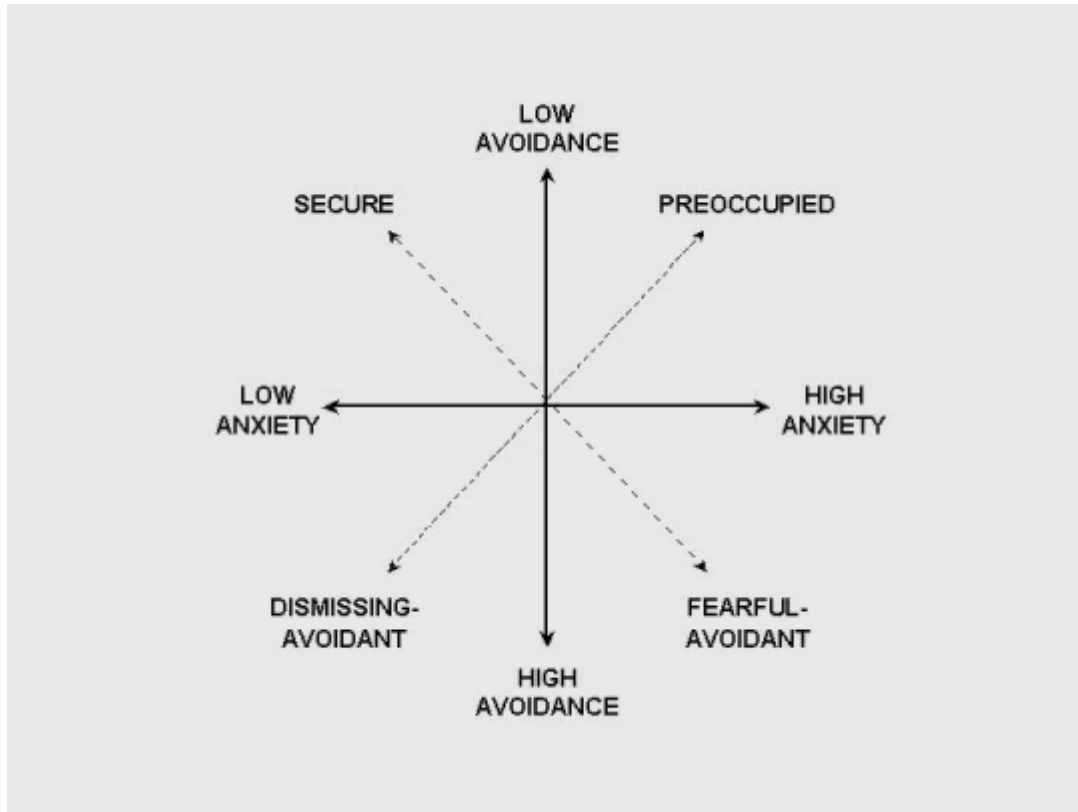 LOW
AVOIDANCE
SECURE
PREOCCUPIED
LOW
ANXIETY
HIGH
ANXIETY
DISMISSING-
AVOIDANT
FEARFUL-
AVOIDANT
HIGH
AVOIDANCE